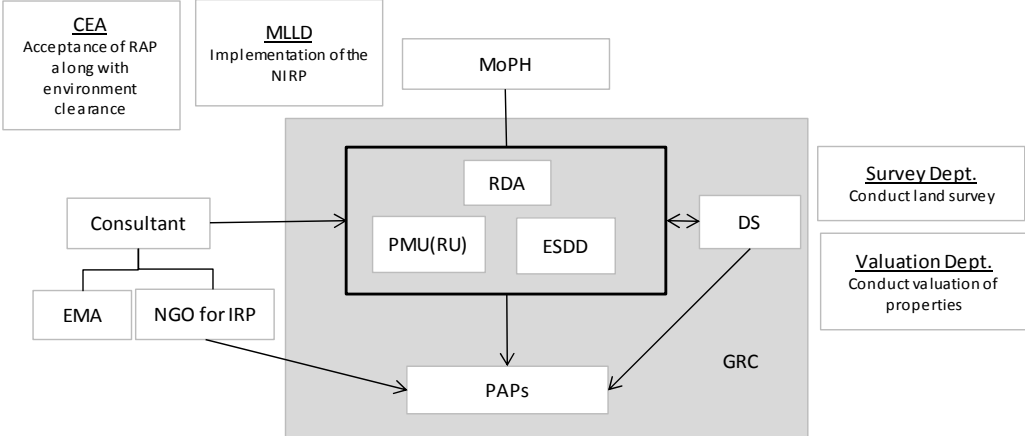 CEA
Acceptance of RAP
along with
environment
clearance
MLLD
Implementation of the
NIRP
MoPH
RDA
PMU(RU)
ESDD
DS
Survey Dept.
Conduct land survey
Valuation Dept.
Conduct valuation of
properties
Consultant
EMA
NGO for IRP
GRC
PAPs